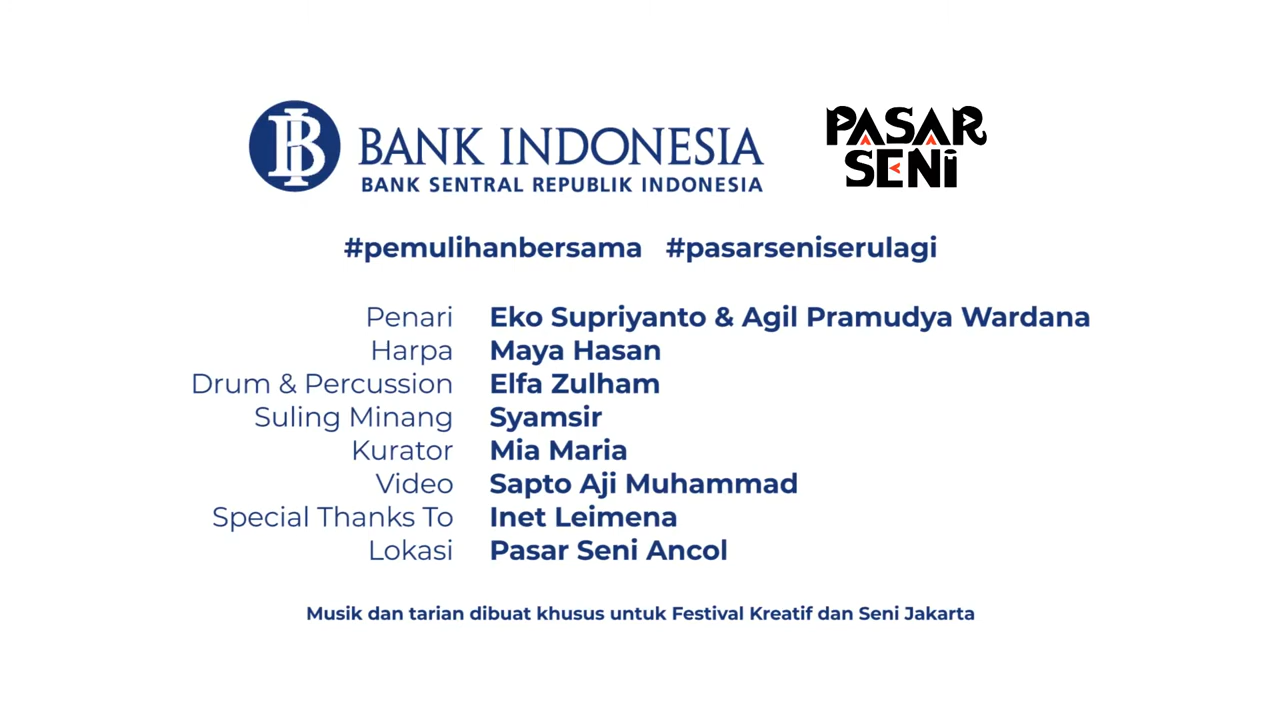 BANK INDONESIA
BANK SENTRAL REPUBLIK INDONESIA
PASAR
SENI
#pemulihanbersama #pasarseniserulagi
Penari Eko Supriyanto & Agil Pramudya Wardana
Harpa Maya Hasan
Drum & Percussion Elfa Zulham
Suling Minang Syamsir
Kurator Mia Maria
Video Sapto Aji Muhammad
Special Thanks To Inet Leimena
Lokasi Pasar Seni Ancol
Musik dan tarian dibuat khusus untuk Festival Kreatif dan Seni Jakarta